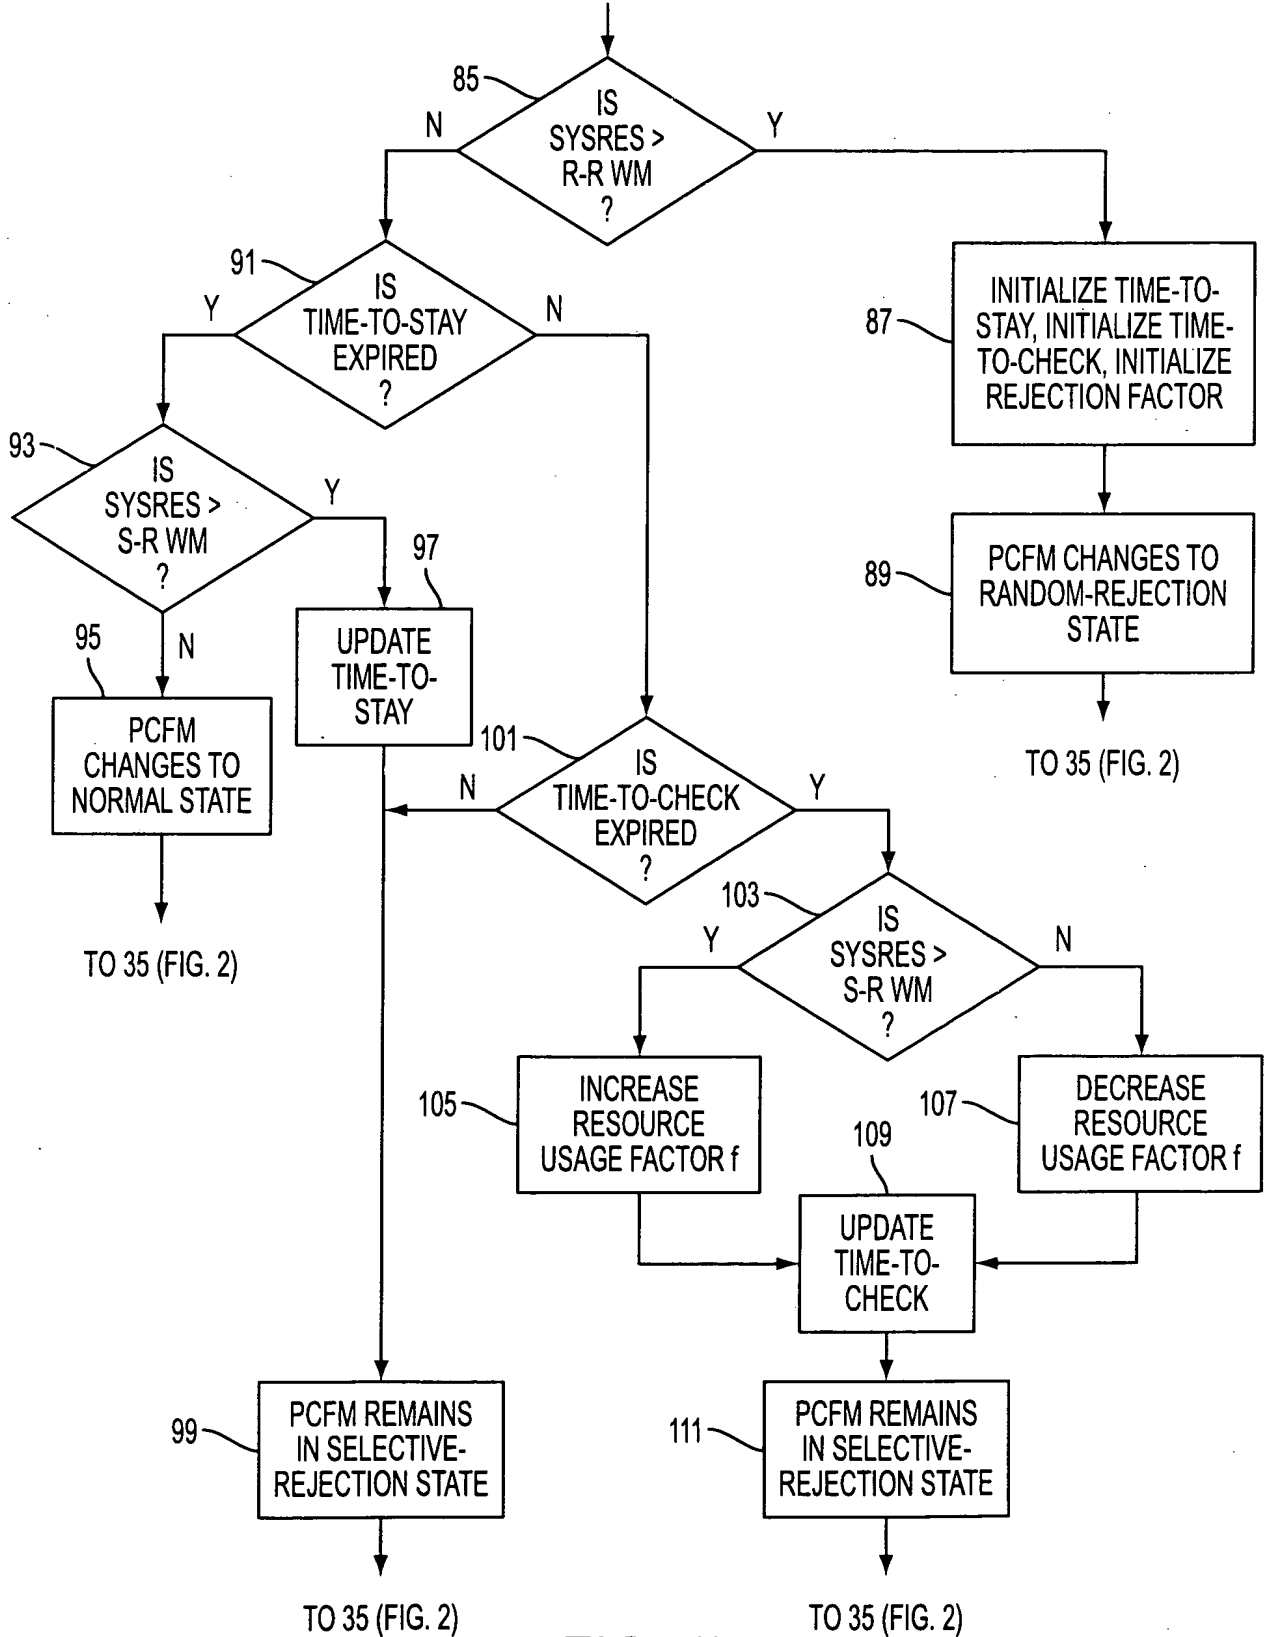 85
IS
SYSRES >
R-R WM
?
N
Y
91
IS
TIME-TO-STAY
EXPIRED
?
Y
N
87
INITIALIZE TIME-TO-
STAY, INITIALIZE TIME-
TO-CHECK, INITIALIZE
REJECTION FACTOR
93
IS
SYSRES >
S-R WM
?
Y
N
89
PCFM CHANGES TO
RANDOM-REJECTION
STATE
TO 35 (FIG. 2)
97
UPDATE
TIME-TO-
STAY
95
PCFM
CHANGES TO
NORMAL STATE
TO 35 (FIG. 2)
101
IS
TIME-TO-CHECK
EXPIRED
?
N
Y
103
IS
SYSRES >
S-R WM
?
Y
N
105
INCREASE
RESOURCE
USAGE FACTOR f
107
DECREASE
RESOURCE
USAGE FACTOR f
109
UPDATE
TIME-TO-
CHECK
99
PCFM REMAINS
IN SELECTIVE-
REJECTION STATE
TO 35 (FIG. 2)
111
PCFM REMAINS
IN SELECTIVE-
REJECTION STATE
TO 35 (FIG. 2)